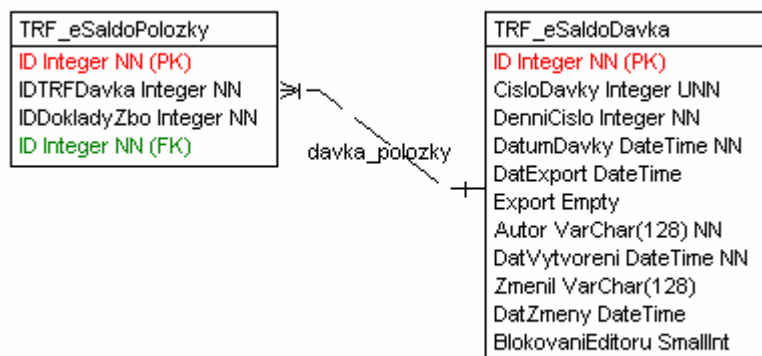 TRF_eSaldoPolozky
ID Integer NN (PK)
IDTRFDavka Integer NN
IDDokladyZbo Integer NN
ID Integer NN (FK)
davka_polozky
TRF_eSaldoDavka
ID Integer NN (PK)
CisloDavky Integer UNN
DenniCislo Integer NN
DatumDavky DateTime NN
DatExport DateTime
Export Empty
Autor VarChar(128) NN
DatVytvoreni DateTime NN
Zmenil VarChar(128)
DatZmeny DateTime
BlokovaniEditoru SmallInt